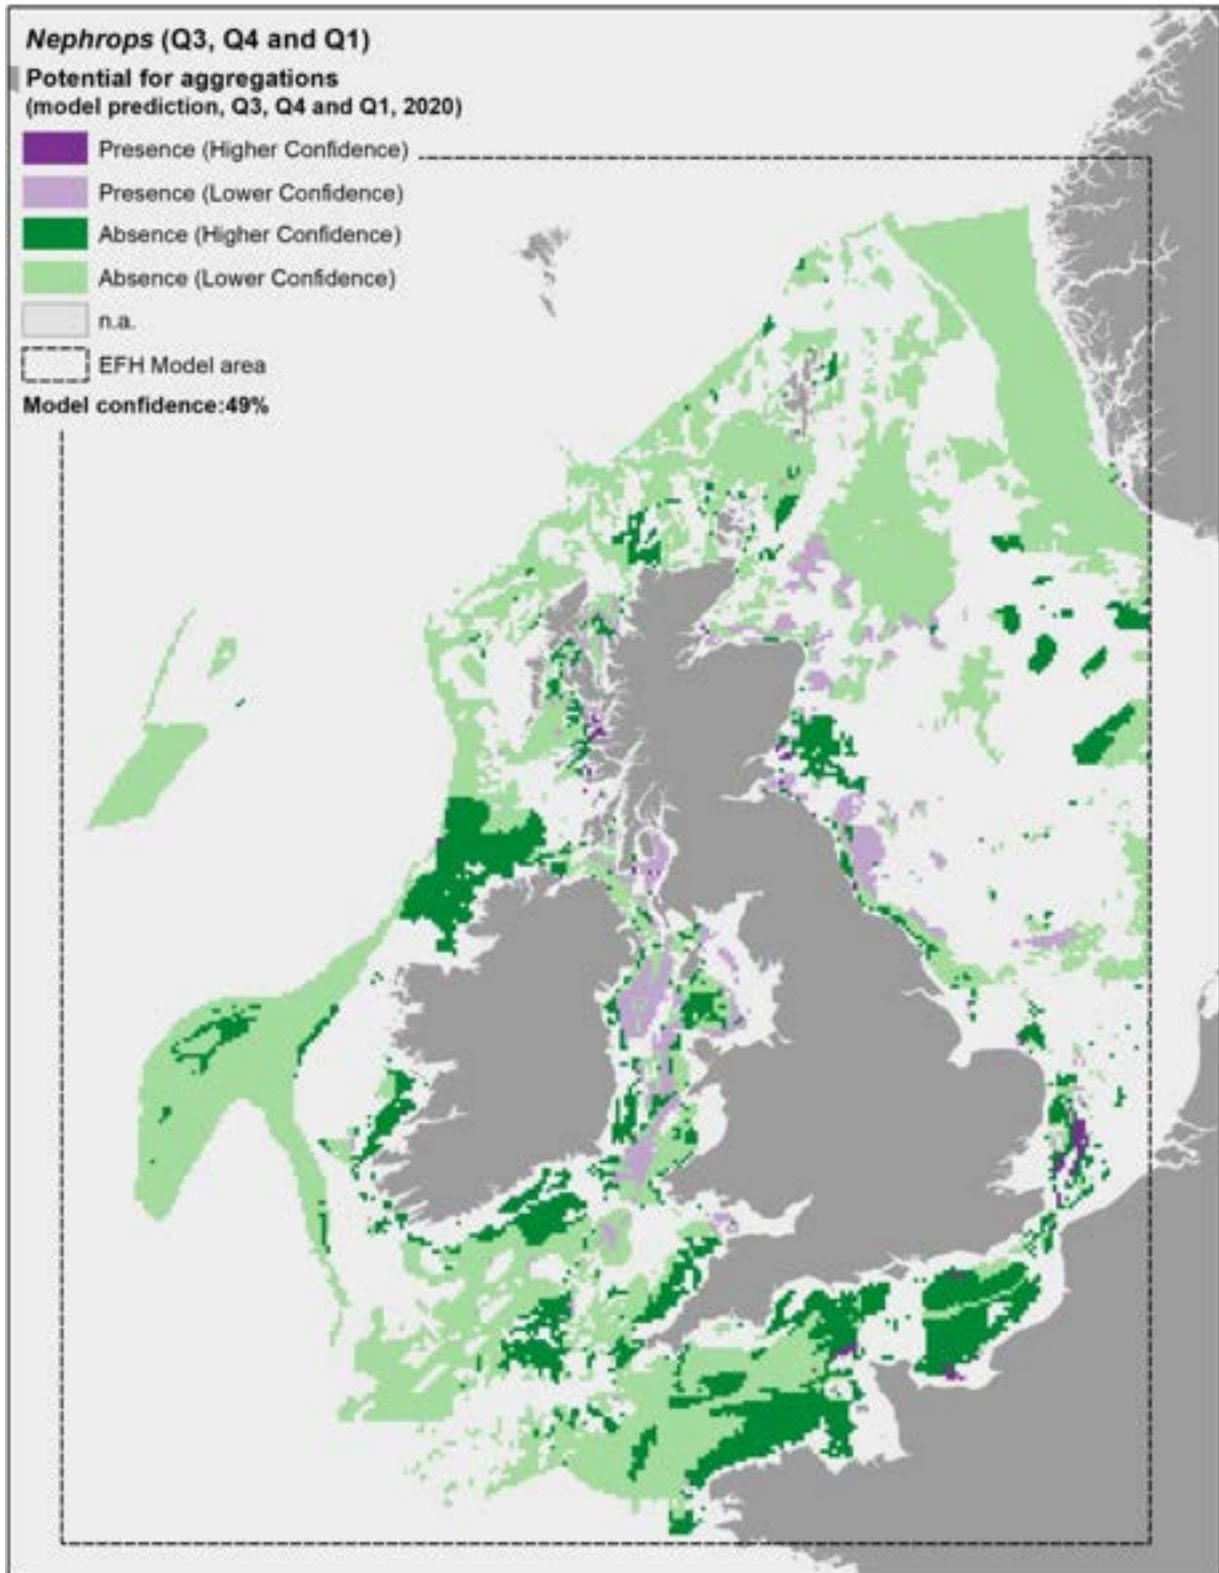 Nephrops (Q3, Q4 and Q1)
Potential for aggregations
(model prediction, Q3, Q4 and Q1, 2020)
Presence (Higher Confidence)
Presence (Lower Confidence)
Absence (Higher Confidence)
Absence (Lower Confidence)
n.a.
EFH Model area
Model confidence:49%